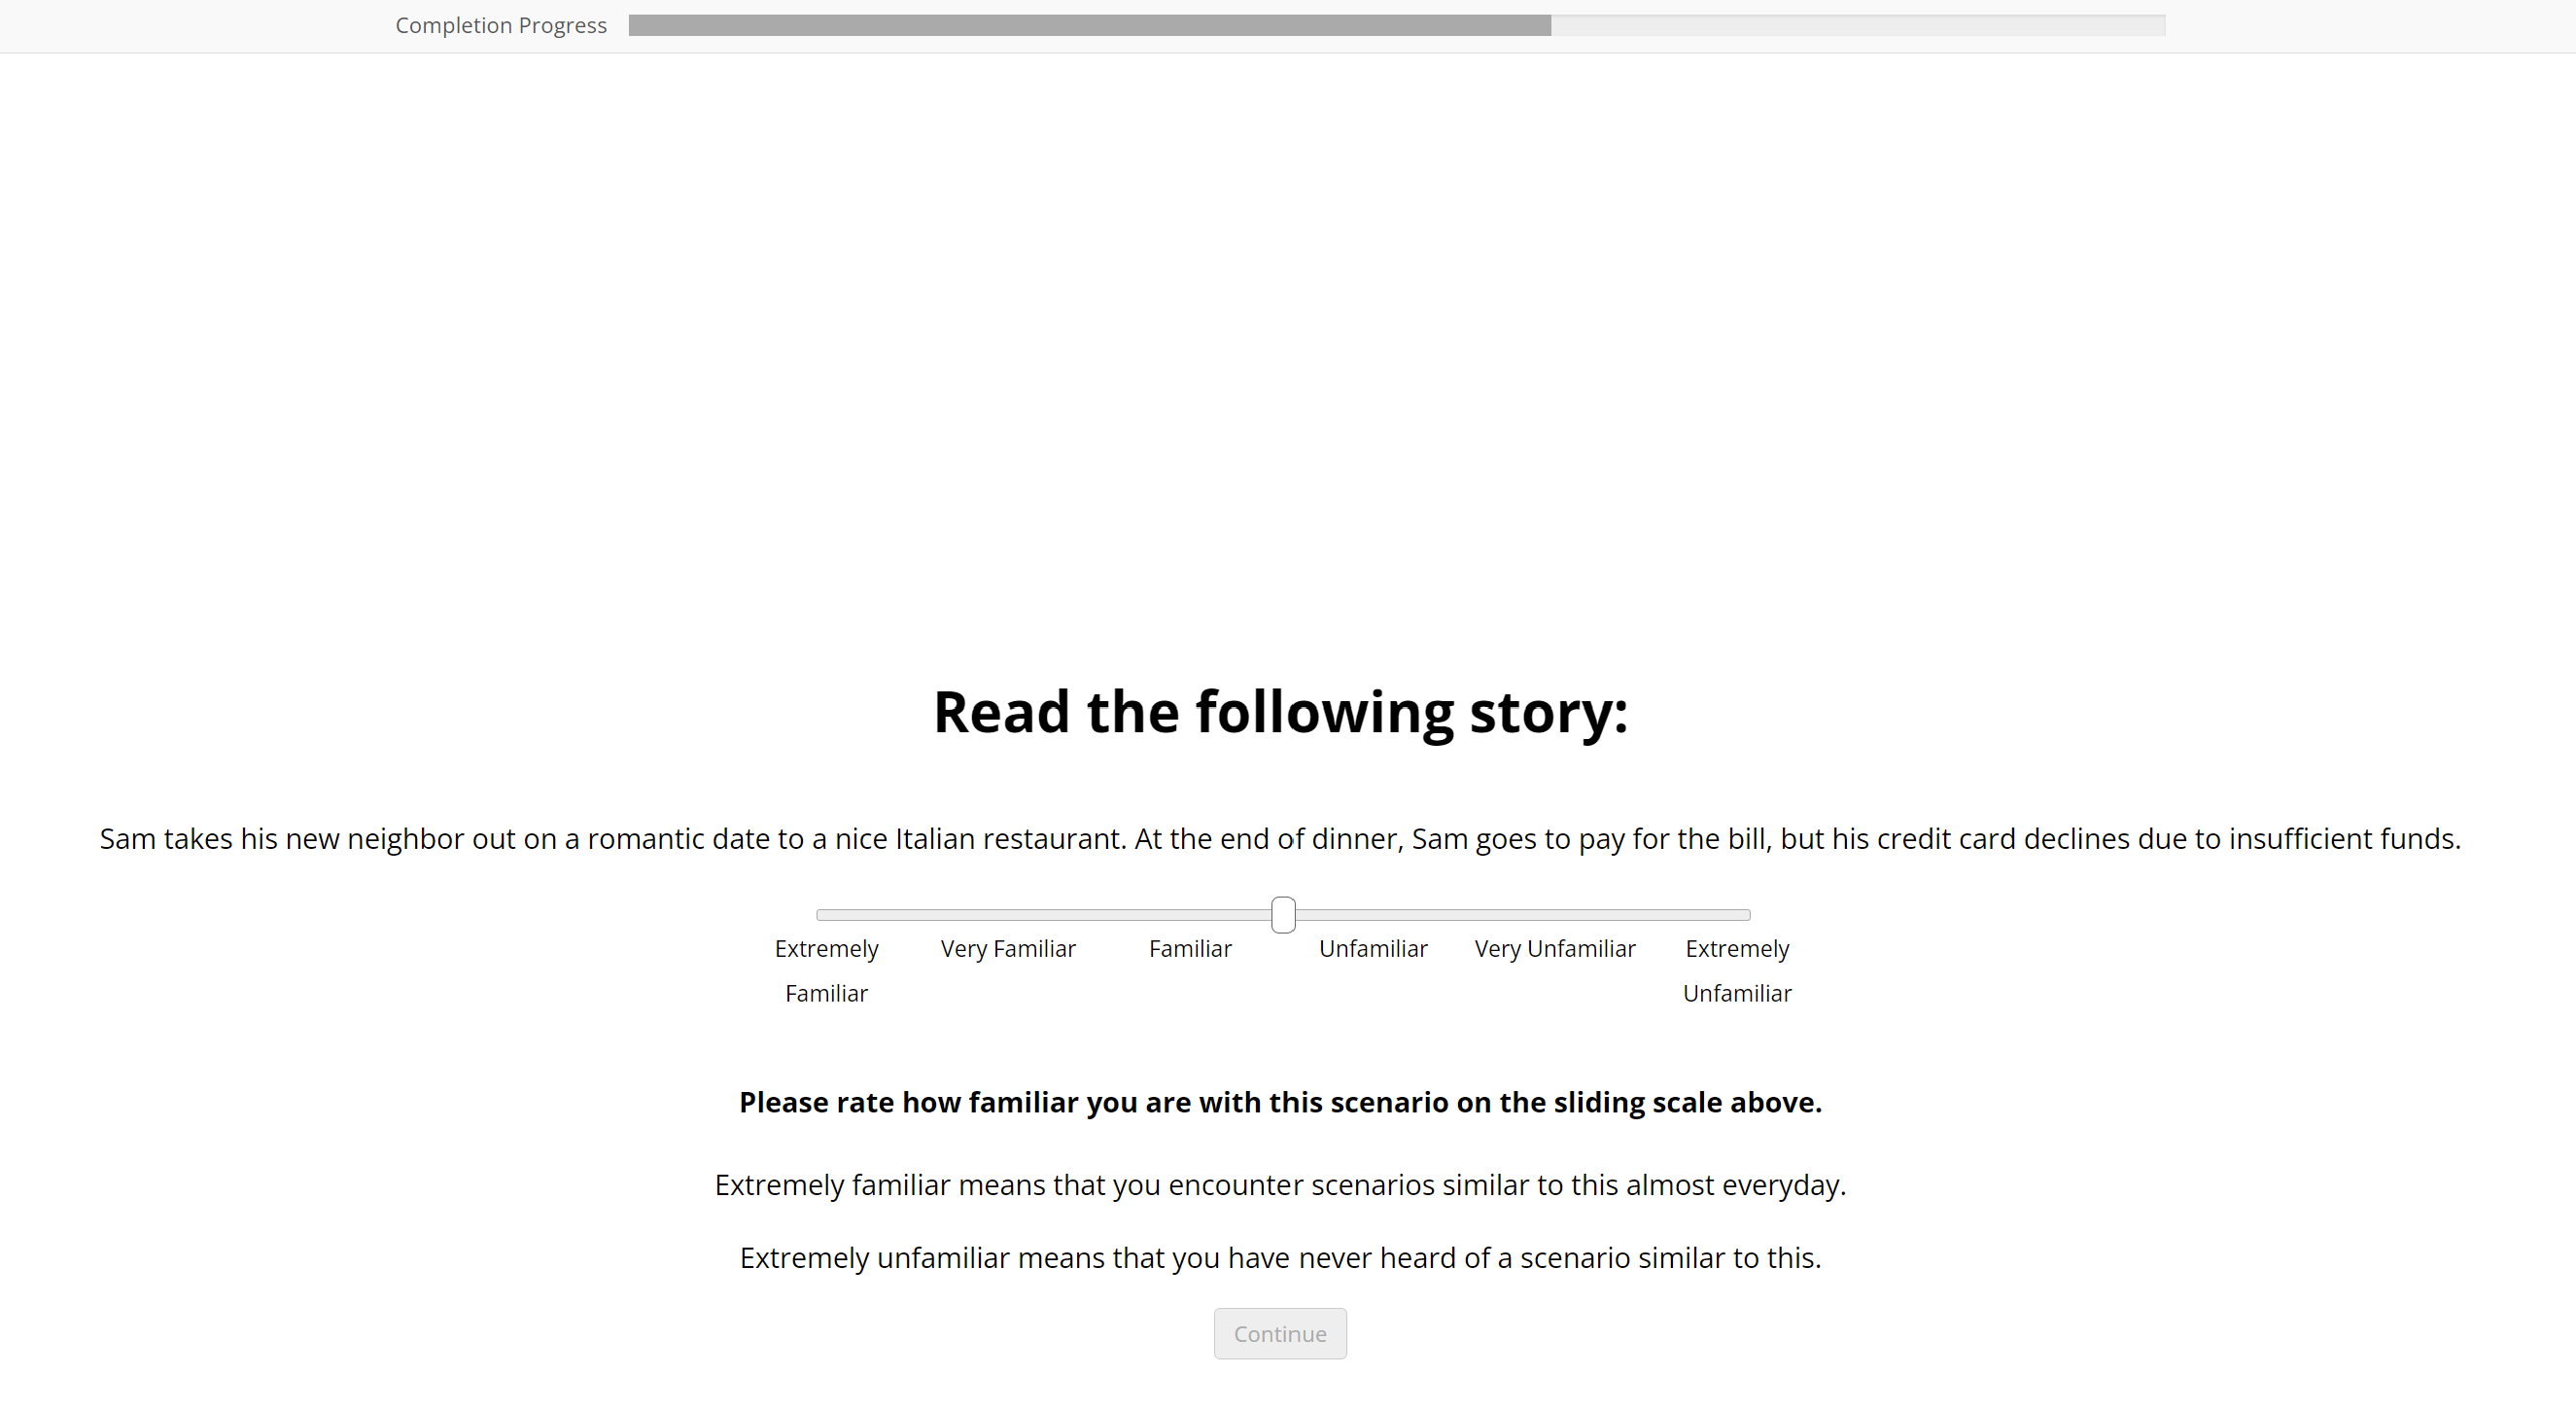 Completion Progress
Read the following story:
Sam takes his new neighbor out on a romantic date to a nice Italian restaurant. At the end of dinner, Sam goes to pay for the bill, but his credit card declines due to insufficient funds.
Extremely Familiar
Very Familiar
Familiar
Unfamiliar
Very Unfamiliar
Extremely Unfamiliar
Please rate how familiar you are with this scenario on the sliding scale above.
Extremely familiar means that you encounter scenarios similar to this almost everyday.
Extremely unfamiliar means that you have never heard of a scenario similar to this.
Continue